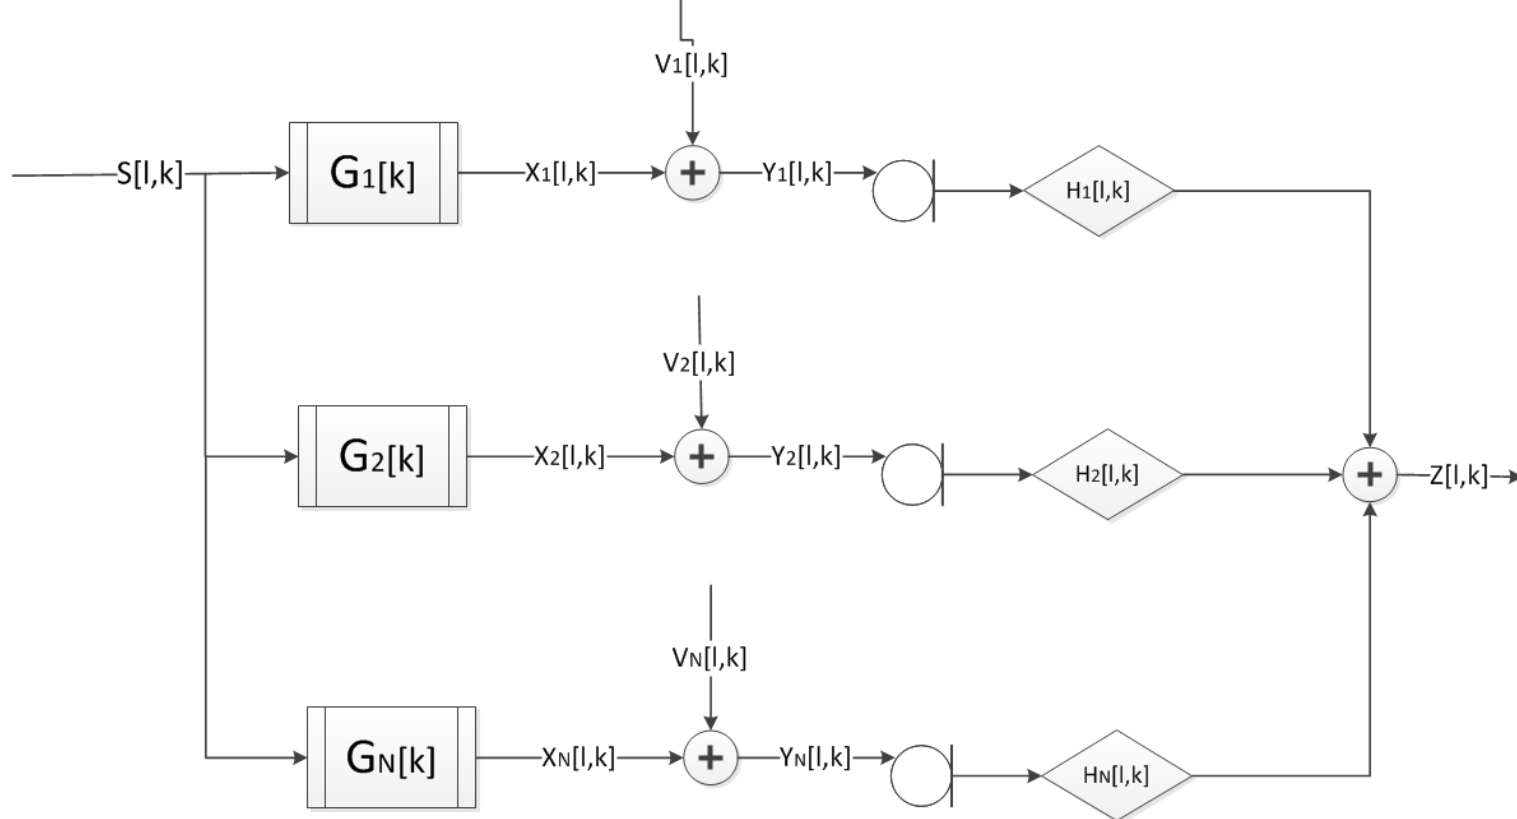 V1[l,k]
S[l,k]
G1[k]
X1[l,k]
+
Y1[l,k]
H1[l,k]
V2[l,k]
G2[k]
X2[l,k]
+
Y2[l,k]
H2[l,k]
+
Z[l,k]
VN[l,k]
GN[k]
XN[l,k]
+
YN[l,k]
HN[l,k]